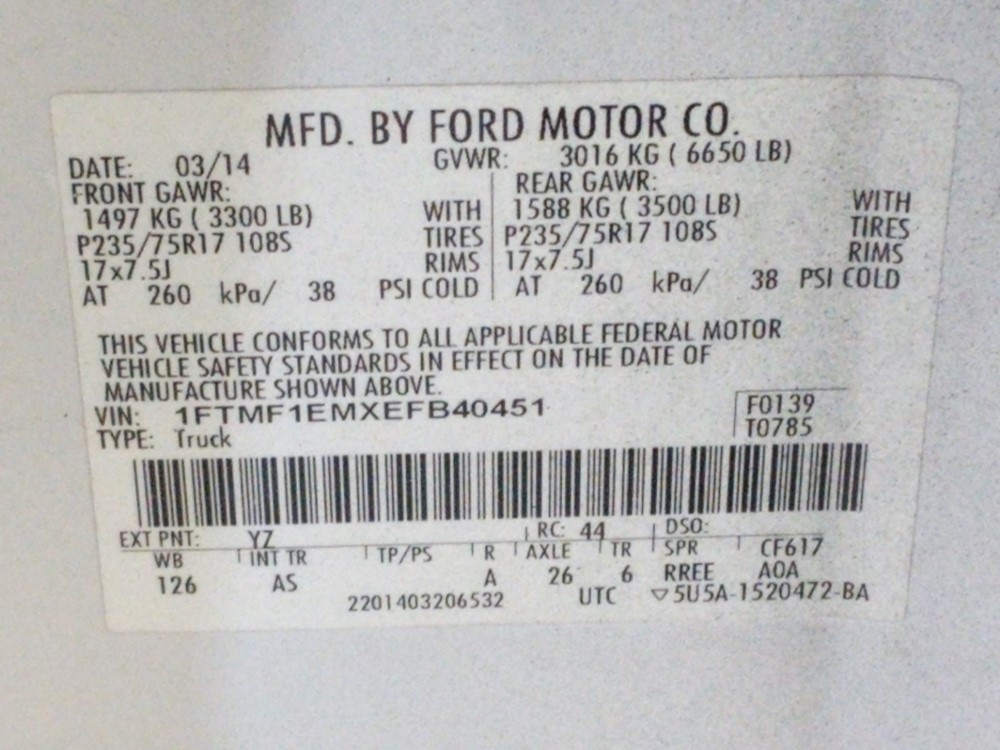 MFD. BY FORD MOTOR CO.
DATE: 03/14 GVWR: 3016 KG ( 6650 LB)
FRONT GAWR: REAR GAWR:
1497 KG ( 3300 LB) WITH 1588 KG ( 3500 LB) WITH
P235/75R17 108S TIRES P235/75R17 108S TIRES
17x7.5J RIMS 17x7.5J RIMS
AT 260 kPa/ 38 PSI COLD AT 260 kPa/ 38 PSI COLD
THIS VEHICLE CONFORMS TO ALL APPLICABLE FEDERAL MOTOR
VEHICLE SAFETY STANDARDS IN EFFECT ON THE DATE OF
MANUFACTURE SHOWN ABOVE.
VIN: 1FTMF1EMXEFB40451 F0139
TYPE: Truck T0785
EXT PNT: YZ RC: 44 DSO:
WB INT TR TP/PS R AXLE TR SPR CF617
126 AS A 26 6 RREE AOA
2201403206532 UTC ▽5U5A-1520472-BA